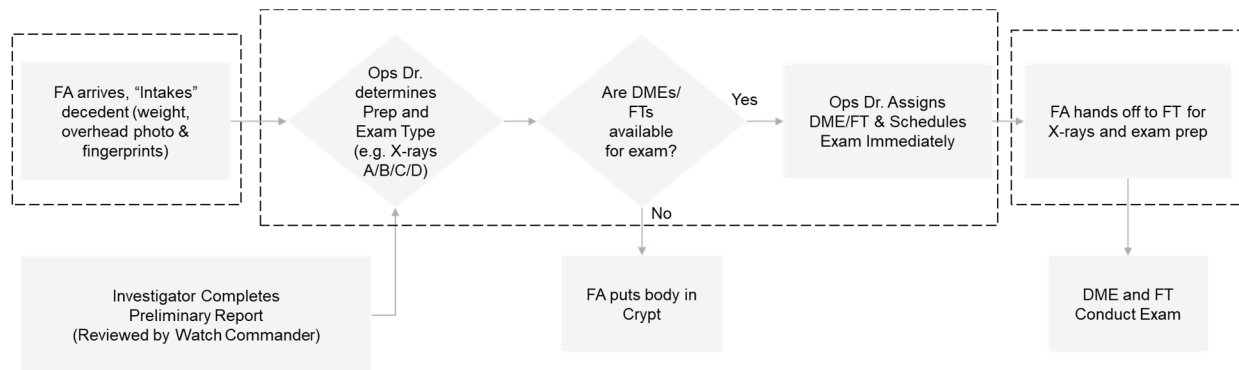 FA arrives, “Intakes”
decedent (weight,
overhead photo &
fingerprints)
Ops Dr.
determines Prep
and Exam Type
(e.g. X-rays
A/B/C/D)
Are DMEs/
FTs
available
for exam?
Yes
Ops Dr. Assigns
DME/FT & Schedules
Exam Immediately
FA hands off to FT for
X-rays and exam prep
No
Investigator Completes
Preliminary Report
(Reviewed by Watch Commander)
FA puts body in
Crypt
DME and FT
Conduct Exam